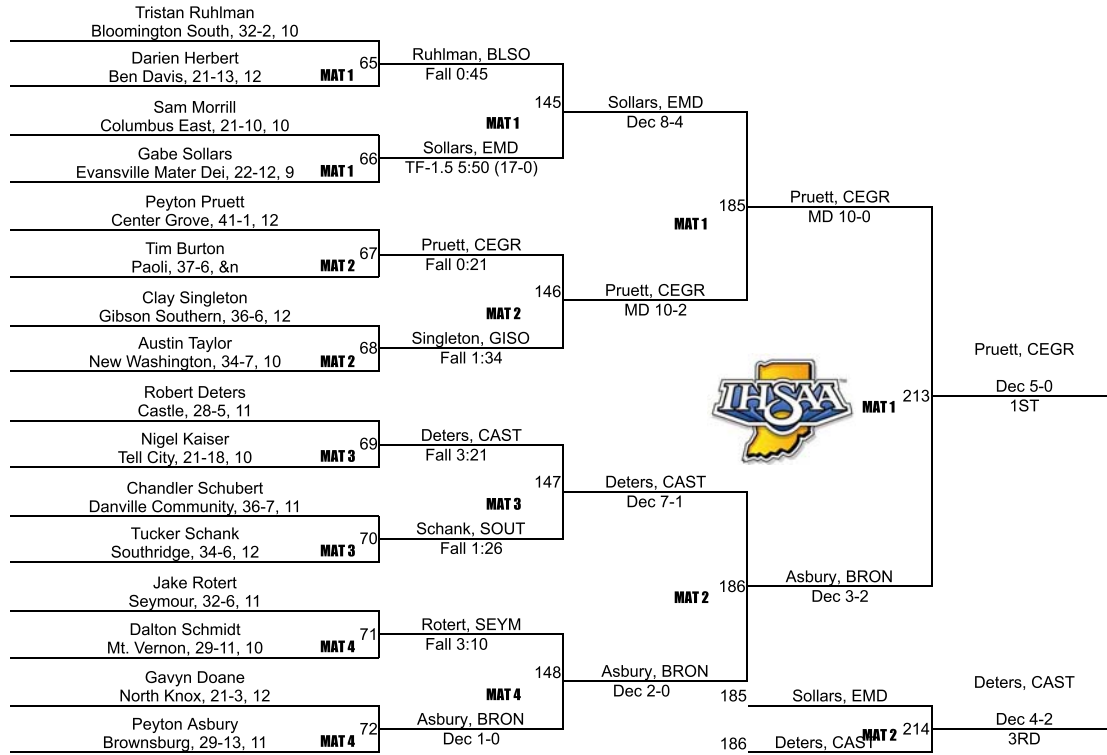 Tristan Ruhlman
Bloomington South, 32-2, 10
Darien Herbert
Ben Davis, 21-13, 12
MAT 1
65
Sam Morrill
Columbus East, 21-10, 10
Gabe Sollars
Evansville Mater Dei, 22-12, 9
MAT 1
66
Peyton Pruett
Center Grove, 41-1, 12
Tim Burton
Paoli, 37-6, &n
MAT 2
67
Clay Singleton
Gibson Southern, 36-6, 12
Austin Taylor
New Washington, 34-7, 10
MAT 2
68
Robert Deters
Castle, 28-5, 11
Nigel Kaiser
Tell City, 21-18, 10
MAT 3
69
Chandler Schubert
Danville Community, 36-7, 11
Tucker Schank
Southridge, 34-6, 12
MAT 3
70
Jake Rotert
Seymour, 32-6, 11
Dalton Schmidt
Mt. Vernon, 29-11, 10
MAT 4
71
Gavyn Doane
North Knox, 21-3, 12
Peyton Asbury
Brownsburg, 29-13, 11
MAT 4
72
Ruhlman, BLSO
Fall 0:45
145
MAT 1
Sollars, EMD
TF-1.5 5:50 (17-0)
Pruett, CEGR
Fall 0:21
146
MAT 2
Singleton, GISO
Fall 1:34
Deters, CAST
Fall 3:21
147
MAT 3
Schank, SOUT
Fall 1:26
Rotert, SEYM
Fall 3:10
148
MAT 4
Asbury, BRON
Dec 1-0
Sollars, EMD
Dec 8-4
185
MAT 1
Pruett, CEGR
MD 10-2
Deters, CAST
Dec 7-1
186
MAT 2
Asbury, BRON
Dec 2-0
Pruett, CEGR
MD 10-0
IHSAA
TM
MAT 1
213
Asbury, BRON
Dec 3-2
Pruett, CEGR
Dec 5-0
1ST
185
Sollars, EMD
MAT 2
214
186
Deters, CAST
Deters, CAST
Dec 4-2
3RD